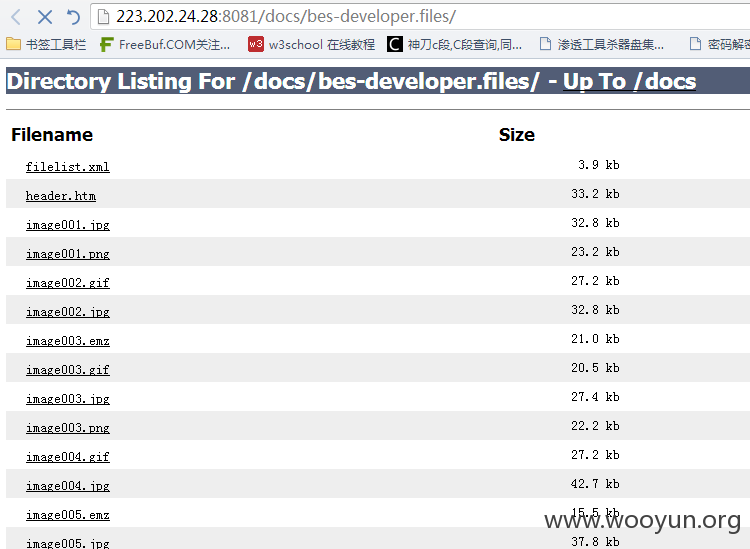 223.202.24.28:8081/docs/bes-developer.files/
书签工具栏 FreeBuf.COM关注... w3school 在线教程 神刀c段,C段查询,同... 渗透工具杀器盘集... 密码解密
Directory Listing For /docs/bes-developer.files/ - Up To /docs
Filename Size
filelist.xml 3.9 kb
header.htm 33.2 kb
image001.jpg 32.8 kb
image001.png 23.2 kb
image002.gif 27.2 kb
image002.jpg 32.8 kb
image003.emz 21.0 kb
image003.gif 20.5 kb
image003.jpg 27.4 kb
image003.png 22.2 kb
image004.gif 27.2 kb
image004.jpg 42.7 kb
image005.emz 15.5 kb
www.wooyun.org
image005.jpg 37.8 kb